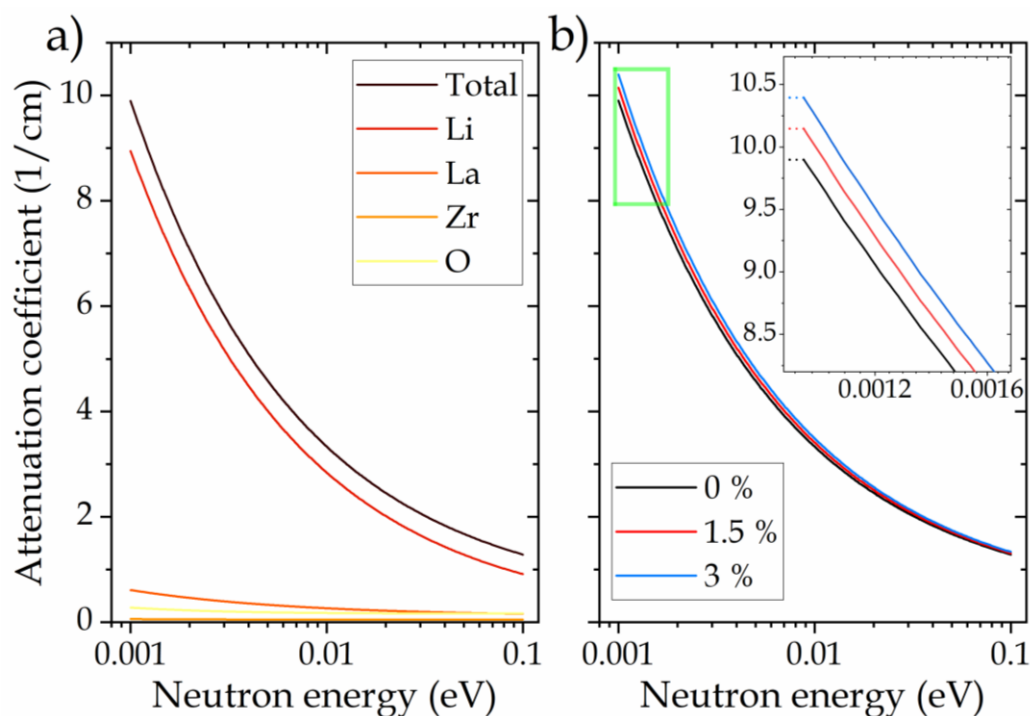 a)
b)
Attenuation coefficient (1/cm)
10
8
6
4
2
0
Total
Li
La
Zr
O
0.001
0.01
0.1
Neutron energy (eV)
10.5
10.0
9.5
9.0
8.5
0.0012
0.0016
0 %
1.5 %
3 %
0.001
0.01
0.1
Neutron energy (eV)